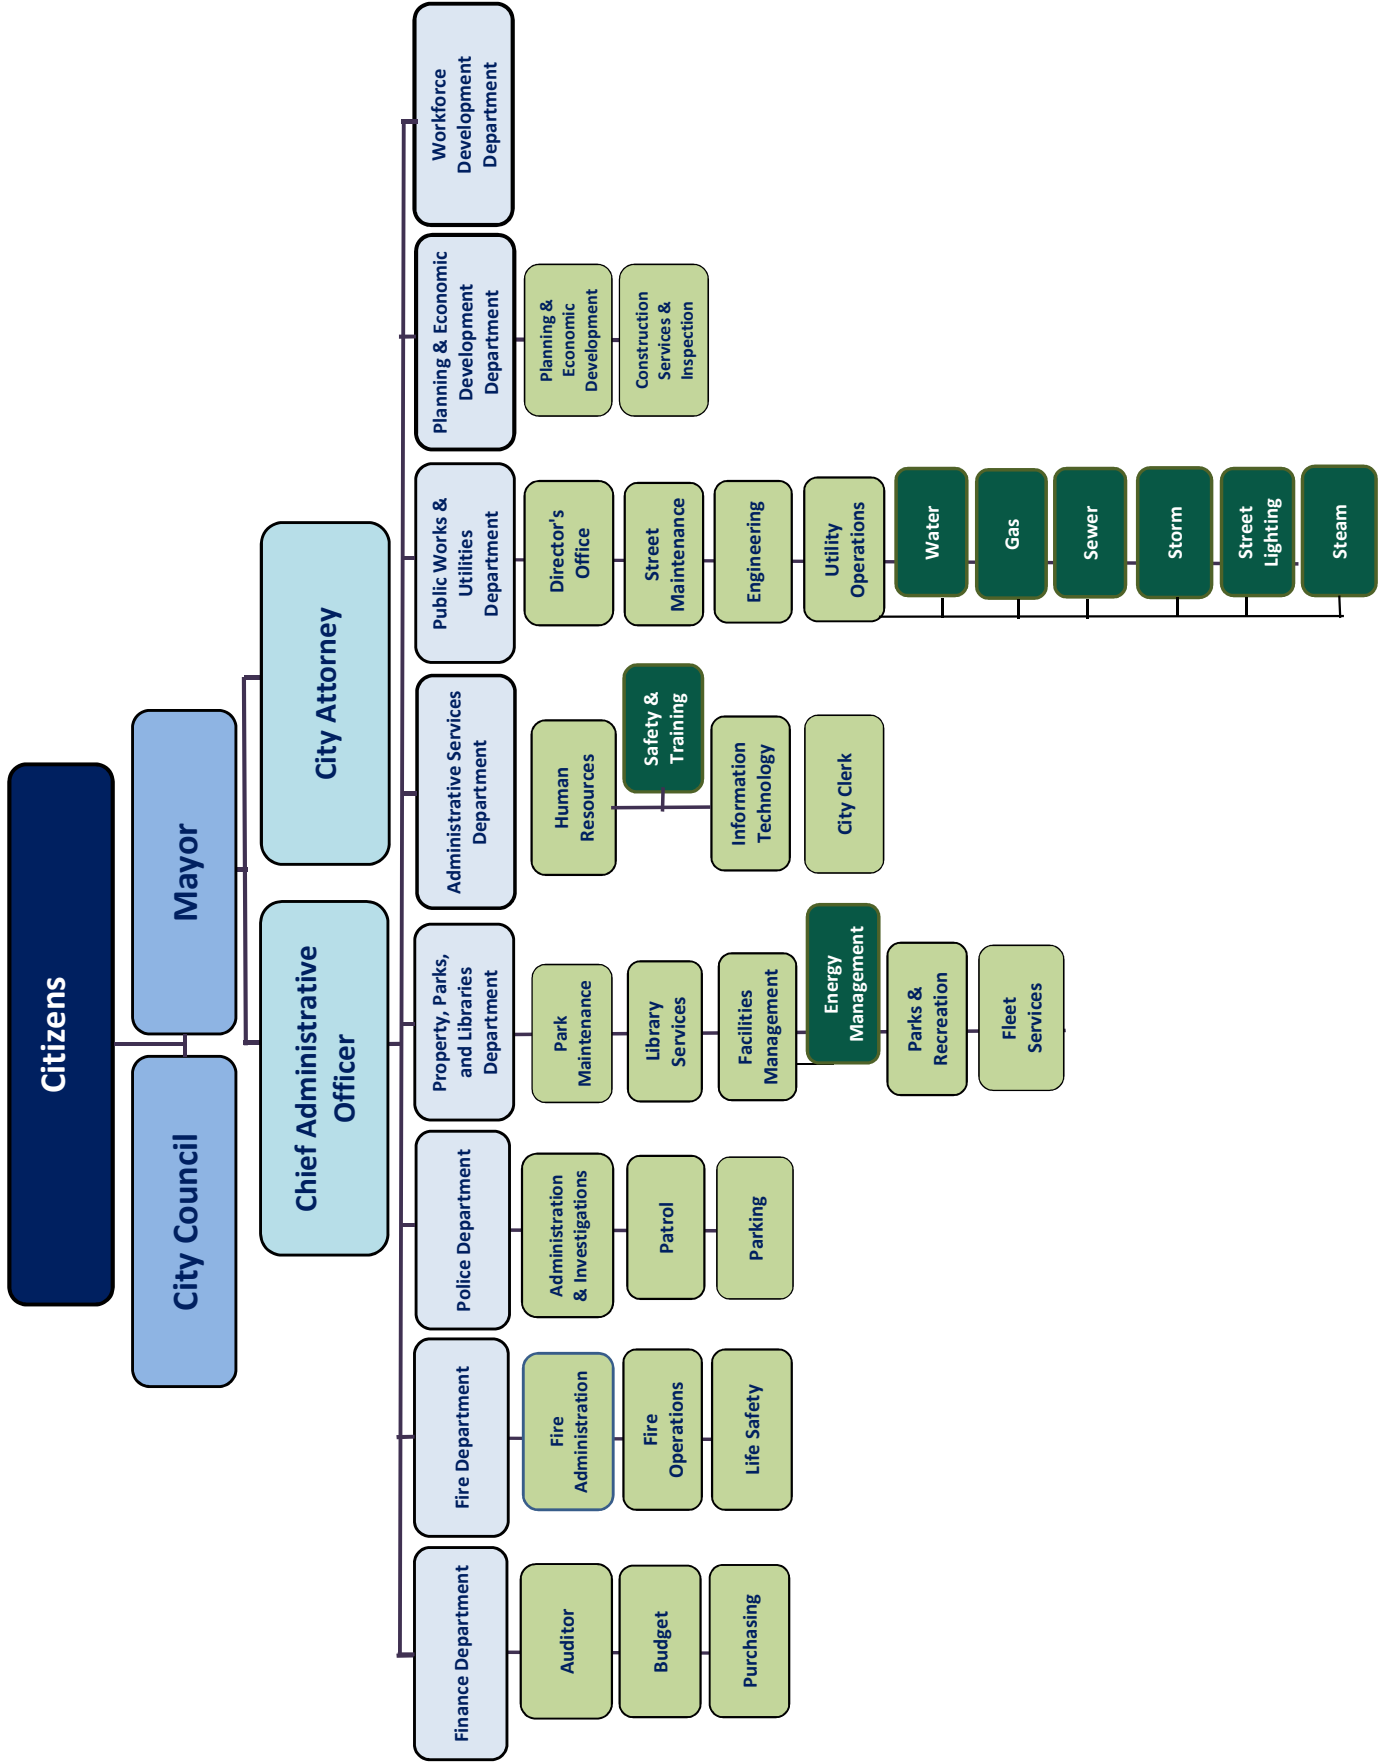 Citizens
City Council
Mayor
Chief Administrative
Officer
City Attorney
Finance Department
Auditor
Budget
Purchasing
Fire Department
Fire
Administration
Fire
Operations
Life Safety
Police Department
Administration
& Investigations
Patrol
Parking
Property, Parks,
and Libraries
Department
Park
Maintenance
Library
Services
Facilities
Management
Energy
Management
Parks &
Recreation
Fleet
Services
Administrative Services
Department
Human
Resources
Safety &
Training
Information
Technology
City Clerk
Public Works &
Utilities
Department
Director's
Office
Street
Maintenance
Engineering
Utility
Operations
Water
Gas
Sewer
Storm
Street
Lighting
Steam
Planning & Economic
Development
Department
Planning &
Economic
Development
Construction
Services &
Inspection
Workforce
Development
Department